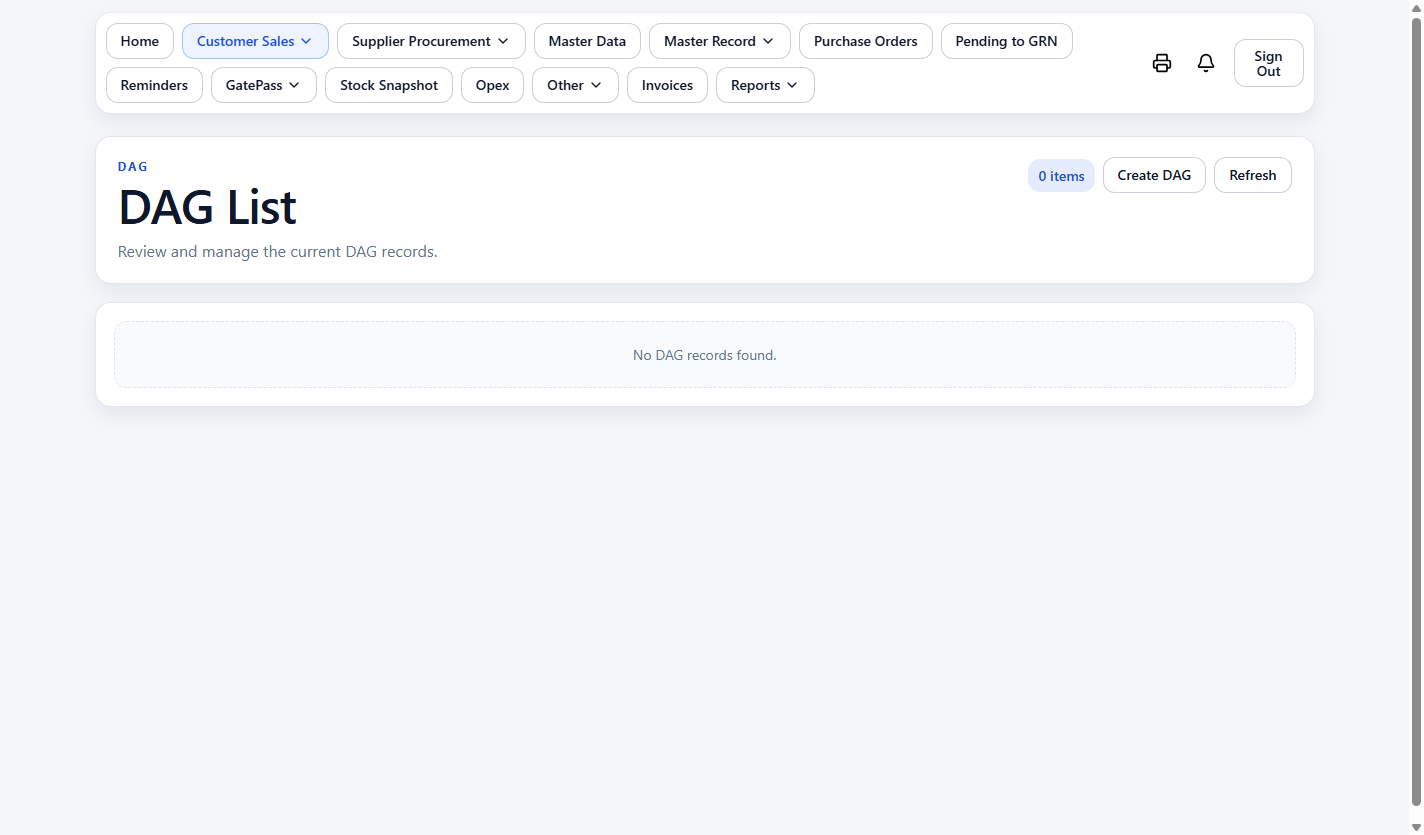 Home Customer Sales Supplier Procurement Master Data Master Record Purchase Orders Pending to GRN
Reminders GatePass Stock Snapshot Opex Other Invoices Reports
Sign
Out
DAG
DAG List
Review and manage the current DAG records.
0 items Create DAG Refresh
No DAG records found.